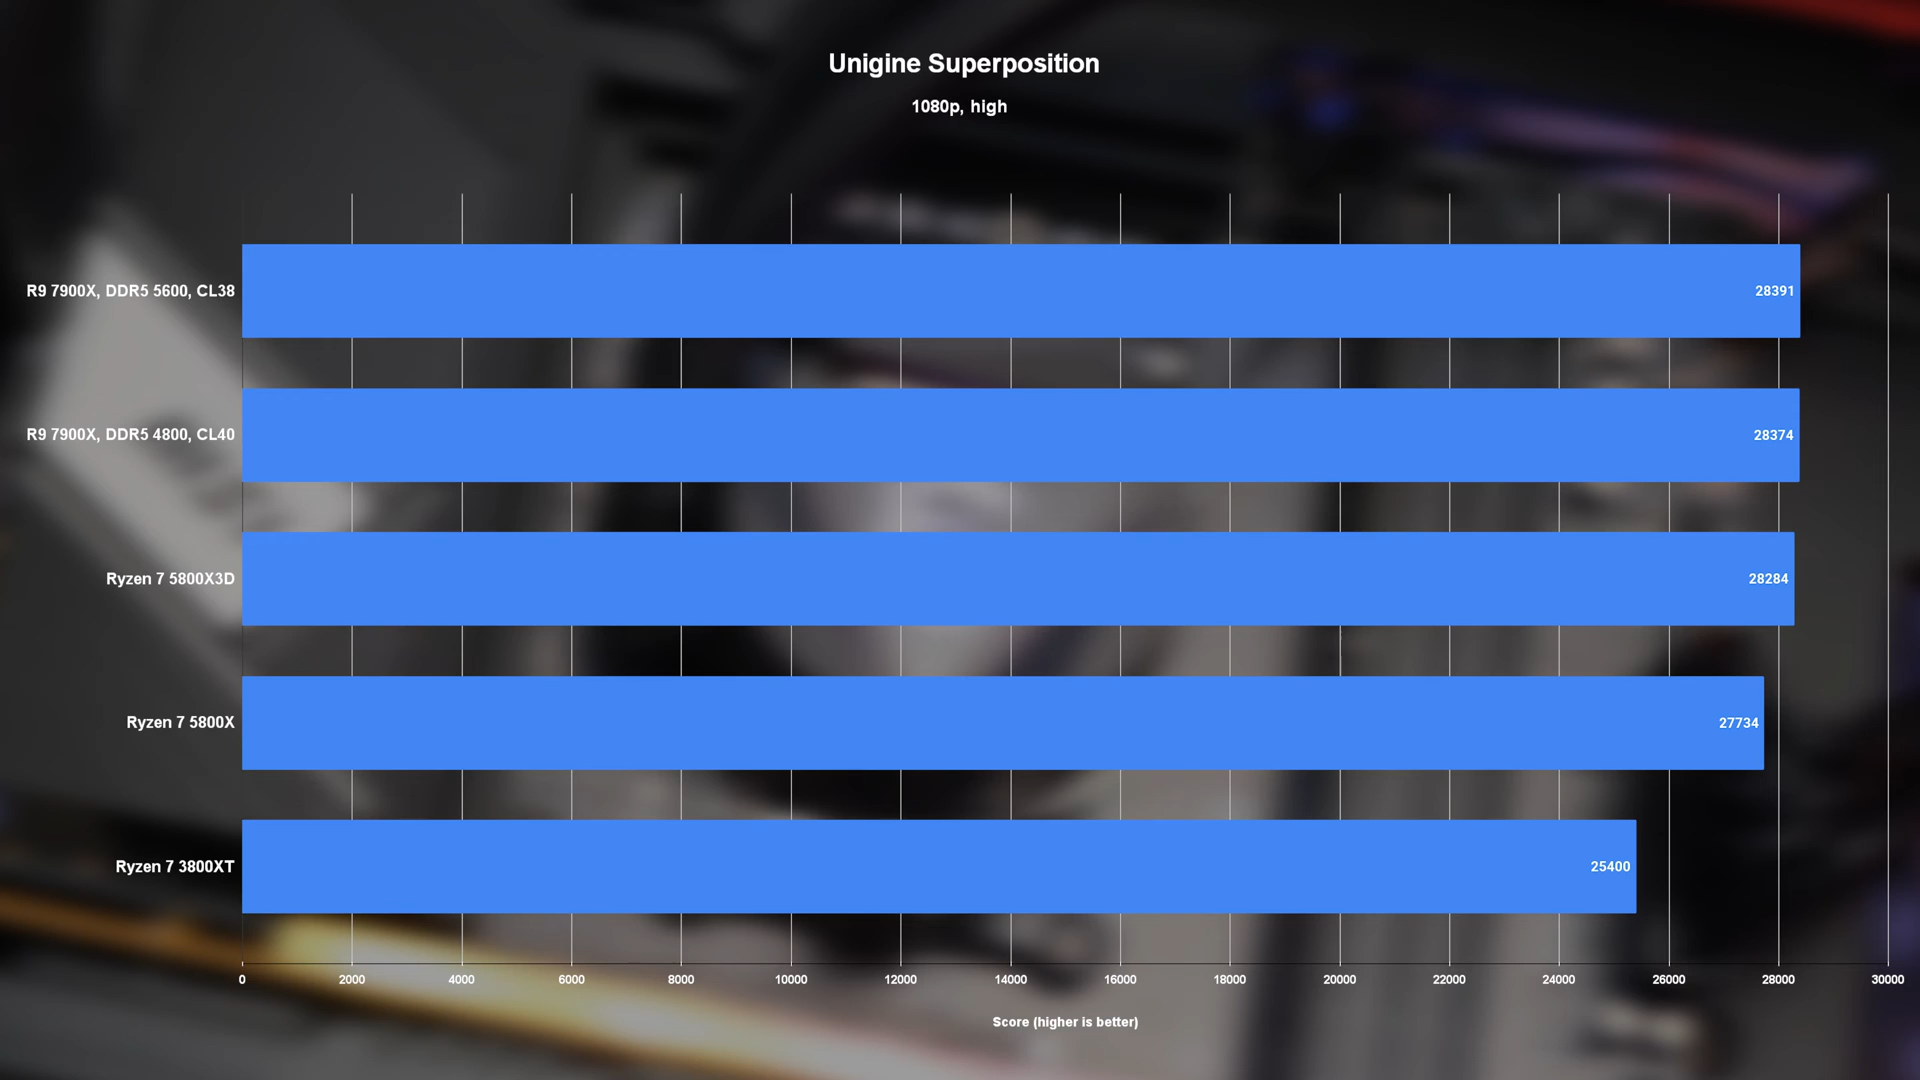 Unigine Superposition
1080p, high
R9 7900X, DDR5 5600, CL38 28391
R9 7900X, DDR5 4800, CL40 28374
Ryzen 7 5800X3D 28284
Ryzen 7 5800X 27734
Ryzen 7 3800XT 25400
0 2000 4000 6000 8000 10000 12000 14000 16000 18000 20000 22000 24000 26000 28000 30000
Score (higher is better)